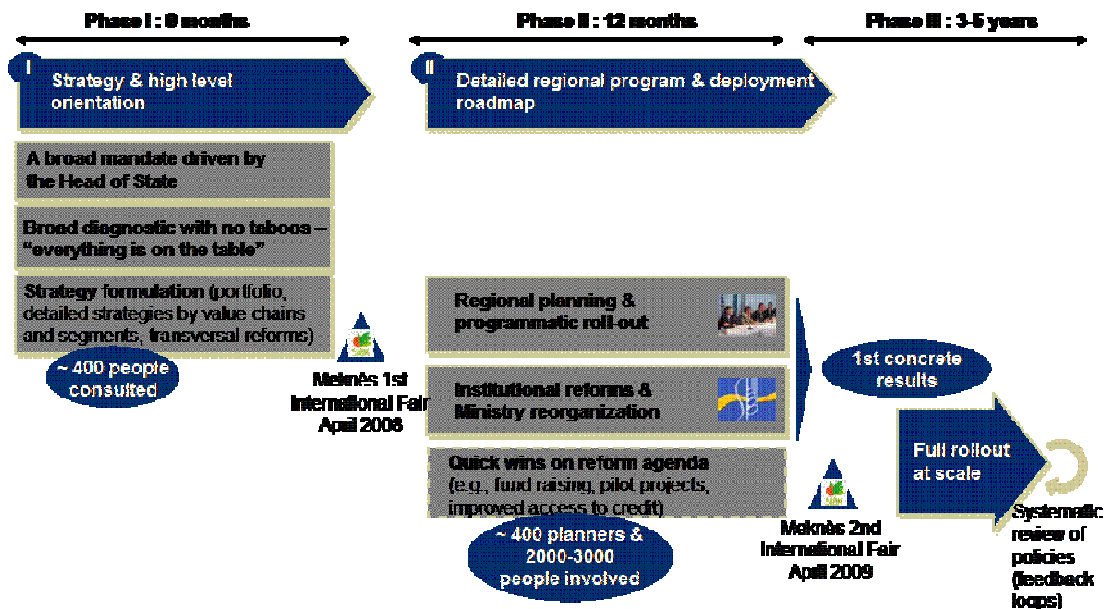 Phase I : months
Phase II : 12 months
Phase III : 3-5 years
I
Strategy & high level
orientation
II
Detailed regional program & deployment
roadmap
A broad mandate driven by
the Head of State
Broad diagnostic with no taboos –
“everything is on the table”
Strategy formulation (portfolio,
detailed strategies by value chains
and segments, transversal reforms)
~ 400 people
consulted
Meknès 1st
International Fair
April 2008
Regional planning &
programmatic roll-out
Institutional reforms &
Ministry reorganization
Quick wins on reform agenda
(e.g., fund raising, pilot projects,
improved access to credit)
~ 400 planners &
2000-3000
people involved
Meknès 2nd
International Fair
April 2009
1st concrete
results
Full rollout
at scale
Systematic
review of
policies
(feedback
loops)